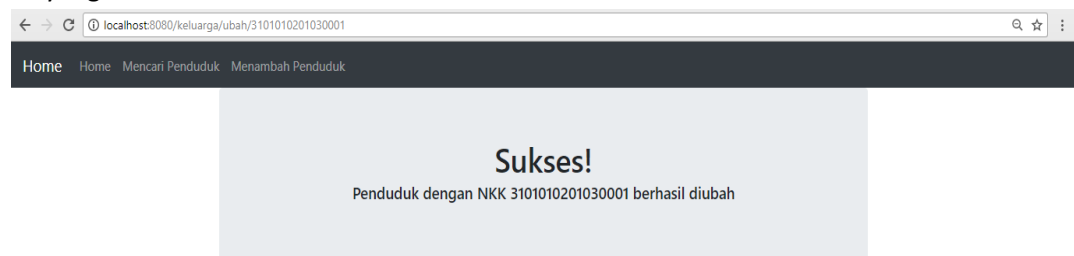 localhost:8080/keluarga/ubah/3101010201030001
Home Home Mencari Penduduk Menambah Penduduk
Sukses!
Penduduk dengan NKK 3101010201030001 berhasil diubah